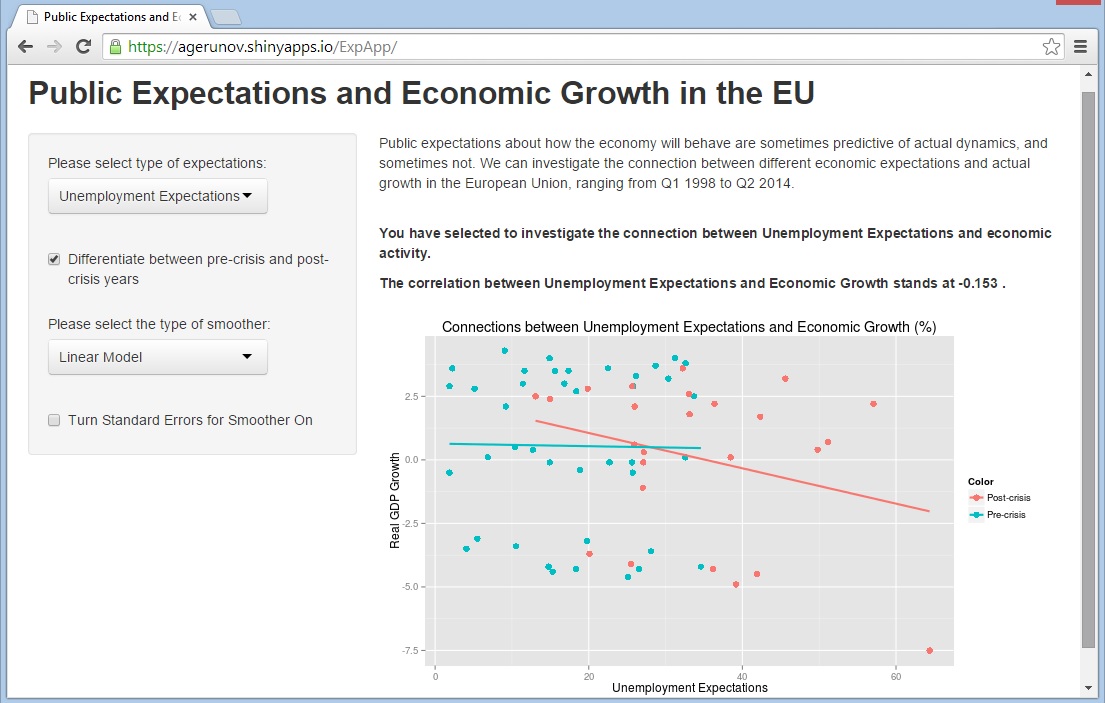 Public Expectations and Ec
https://agerunov.shinyapps.io/ExpApp/
Public Expectations and Economic Growth in the EU
Please select type of expectations:
Unemployment Expectations
Differentiate between pre-crisis and post-
crisis years
Please select the type of smoother:
Linear Model
Turn Standard Errors for Smoother On
Public expectations about how the economy will behave are sometimes predictive of actual dynamics, and
sometimes not. We can investigate the connection between different economic expectations and actual
growth in the European Union, ranging from Q1 1998 to Q2 2014.
You have selected to investigate the connection between Unemployment Expectations and economic
activity.
The correlation between Unemployment Expectations and Economic Growth stands at -0.153 .
Connections between Unemployment Expectations and Economic Growth (%)
Real GDP Growth
2.5
0.0
-2.5
-5.0
-7.5
0
20
40
60
Unemployment Expectations
Color
Post-crisis
Pre-crisis